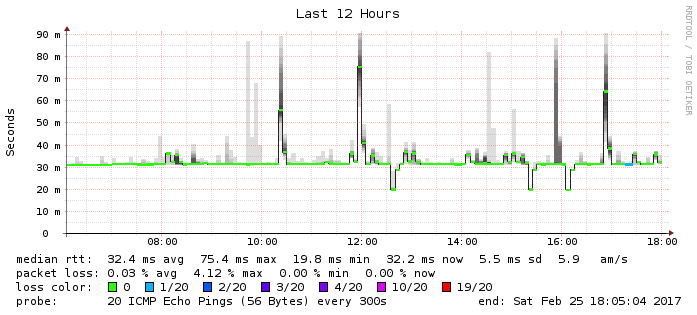 Last 12 Hours
RRDTOOL / TOBI OETIKER
Seconds
90 m
80 m
70 m
60 m
50 m
40 m
30 m
20 m
10 m
0
08:00 10:00 12:00 14:00 16:00 18:00
median rtt: 32.4 ms avg 75.4 ms max 19.8 ms min 32.2 ms now 5.5 ms sd 5.9 am/s
packet loss: 0.03 % avg 4.12 % max 0.00 % min 0.00 % now
loss color: 0 1/20 2/20 3/20 4/20 10/20 19/20
probe: 20 ICMP Echo Pings (56 Bytes) every 300s end: Sat Feb 25 18:05:04 2017